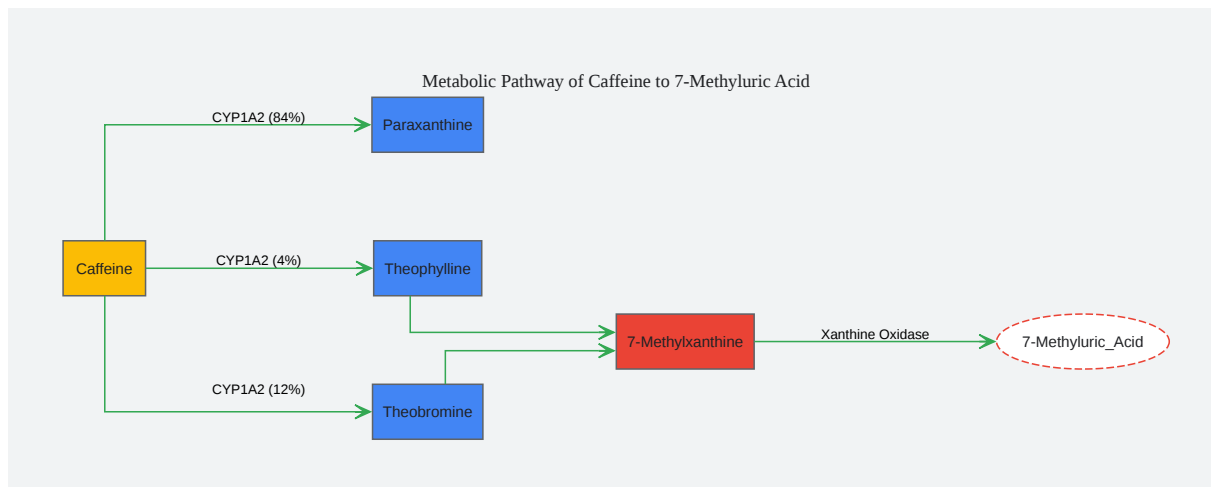 Metabolic Pathway of Caffeine to 7-Methyluric Acid
CYP1A2 (84%)
Paraxanthine
Caffeine
CYP1A2 (4%)
Theophylline
7-Methylxanthine
Xanthine Oxidase
7-Methyluric_Acid
CYP1A2 (12%)
Theobromine